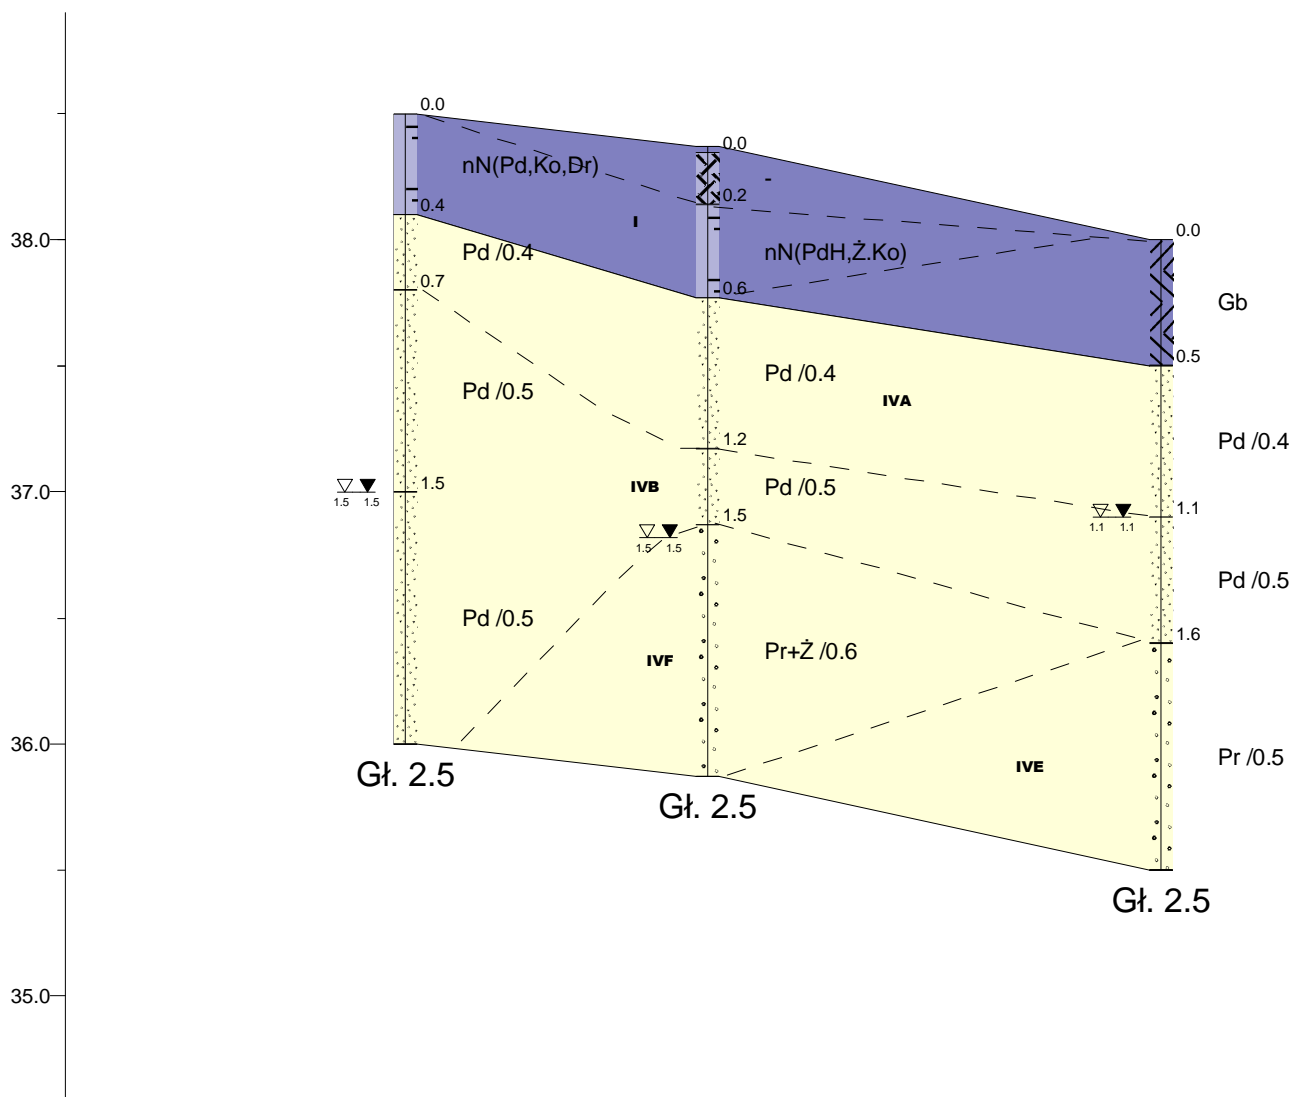 0.0
0.0
nN(Pd,Ko,Dr)
-
0.2
0.4
I
38.0
0.0
Pd /0.4
nN(PdH,Ż.Ko)
0.7
0.6
Gb
0.5
Pd /0.5
Pd /0.4
IVA
1.2
Pd /0.4
1.5
37.0
1.5 1.5
IVB
Pd /0.5
1.5
1.5 1.5
1.1
1.1 1.1
Pd /0.5
Pd /0.5
1.6
IVF
Pr+Ż /0.6
36.0
Gł. 2.5
IVE
Pr /0.5
Gł. 2.5
Gł. 2.5
35.0